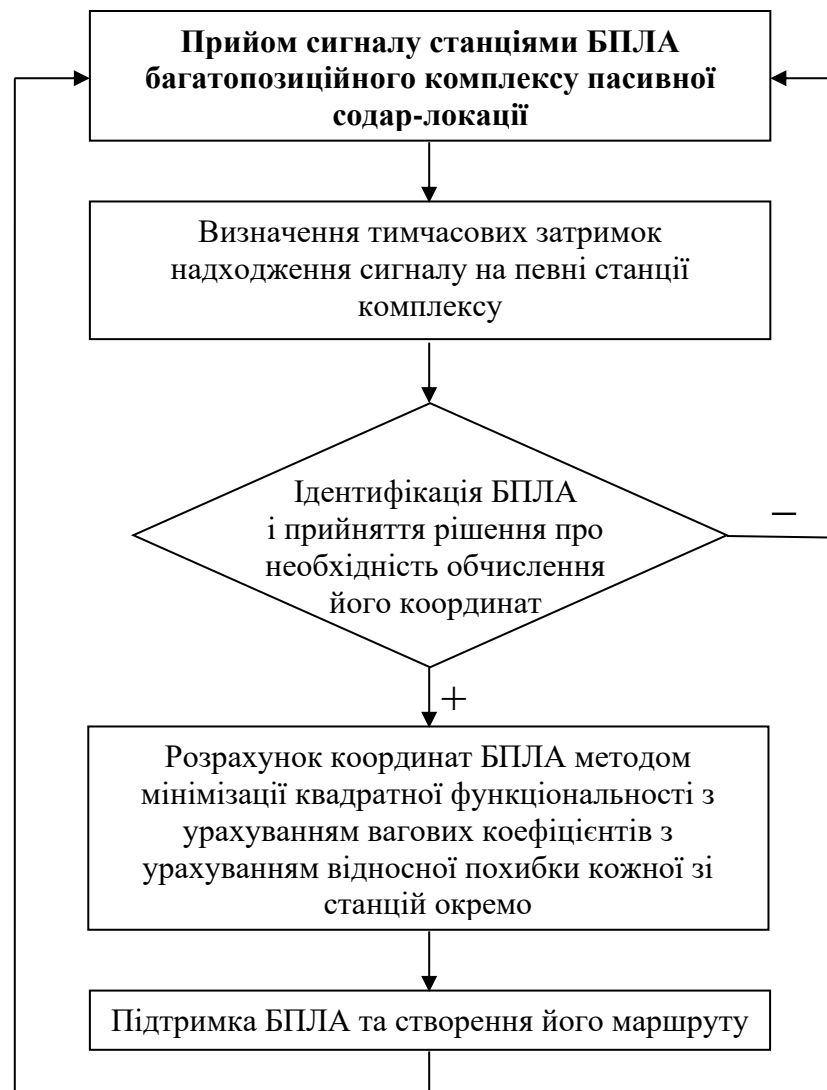 Прийом сигналу станціями БПЛА
багатопозиційного комплексу пасивної
содар-локації
Визначення тимчасових затримок
надходження сигналу на певні станції
комплексу
Ідентифікація БПЛА
і прийняття рішення про
необхідність обчислення
його координат
–
+
Розрахунок координат БПЛА методом
мінімізації квадратної функціональності з
урахуванням вагових коефіцієнтів з
урахуванням відносної похибки кожної зі
станцій окремо
Підтримка БПЛА та створення його маршруту